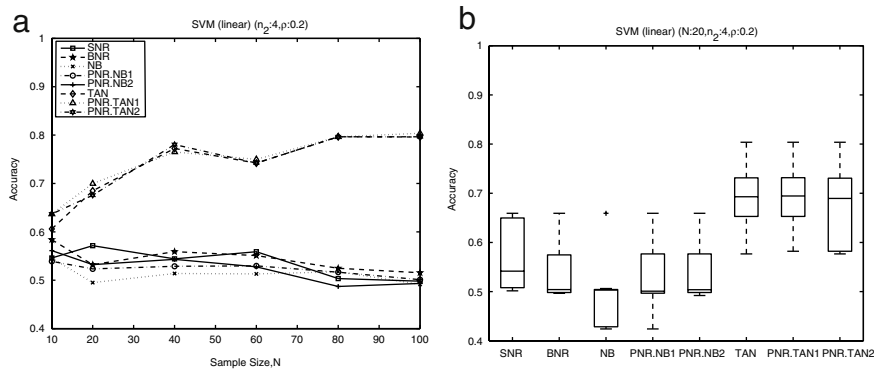 a
SVM (linear) (n2:4,ρ:0.2)
1
0.9
0.8
0.7
0.6
0.5
0.4
Accuracy
SNR
BNR
NB
PNR.NB1
PNR.NB2
TAN
PNR.TAN1
PNR.TAN2
10 20 30 40 50 60 70 80 90 100
Sample Size,N
b
SVM (linear) (N:20,n2:4,ρ:0.2)
1
0.9
0.8
0.7
0.6
0.5
0.4
Accuracy
SNR BNR NB PNR.NB1 PNR.NB2 TAN PNR.TAN1 PNR.TAN2